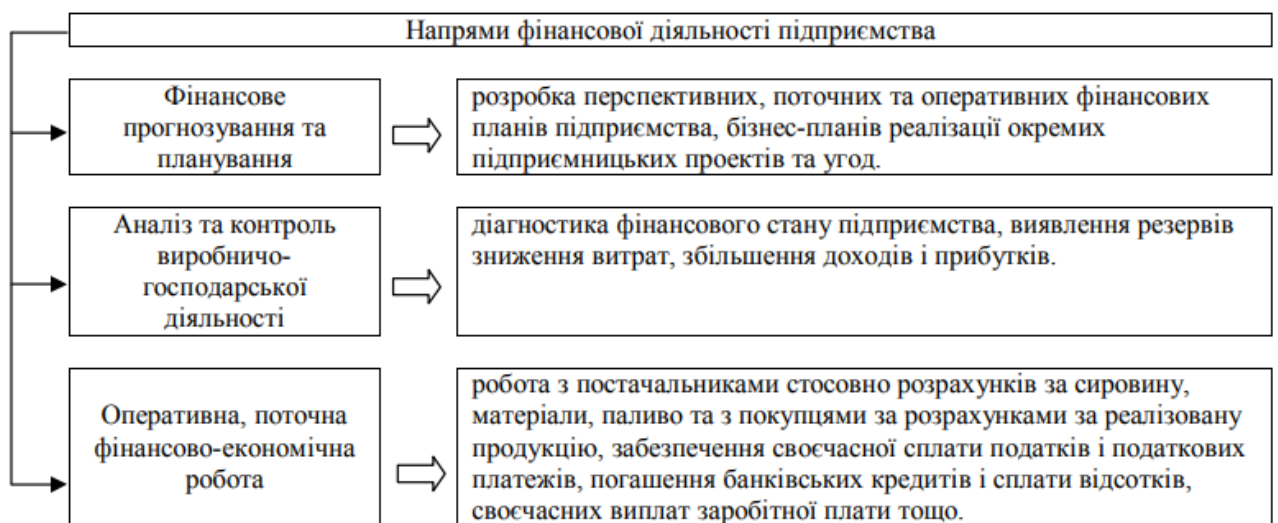 Напрями фінансової діяльності підприємства
Фінансове
прогнозування та
планування
розробка перспективних, поточних та оперативних фінансових
планів підприємства, бізнес-планів реалізації окремих
підприємницьких проектів та угод.
Аналіз та контроль
виробничо-
господарської
діяльності
діагностика фінансового стану підприємства, виявлення резервів
зниження витрат, збільшення доходів і прибутків.
Оперативна, поточна
фінансово-економічна
робота
робота з постачальниками стосовно розрахунків за сировину,
матеріали, паливо та з покупцями за розрахунками за реалізовану
продукцію, забезпечення своєчасної сплати податків і податкових
платежів, погашення банківських кредитів і сплати відсотків,
своєчасних виплат заробітної плати тощо.